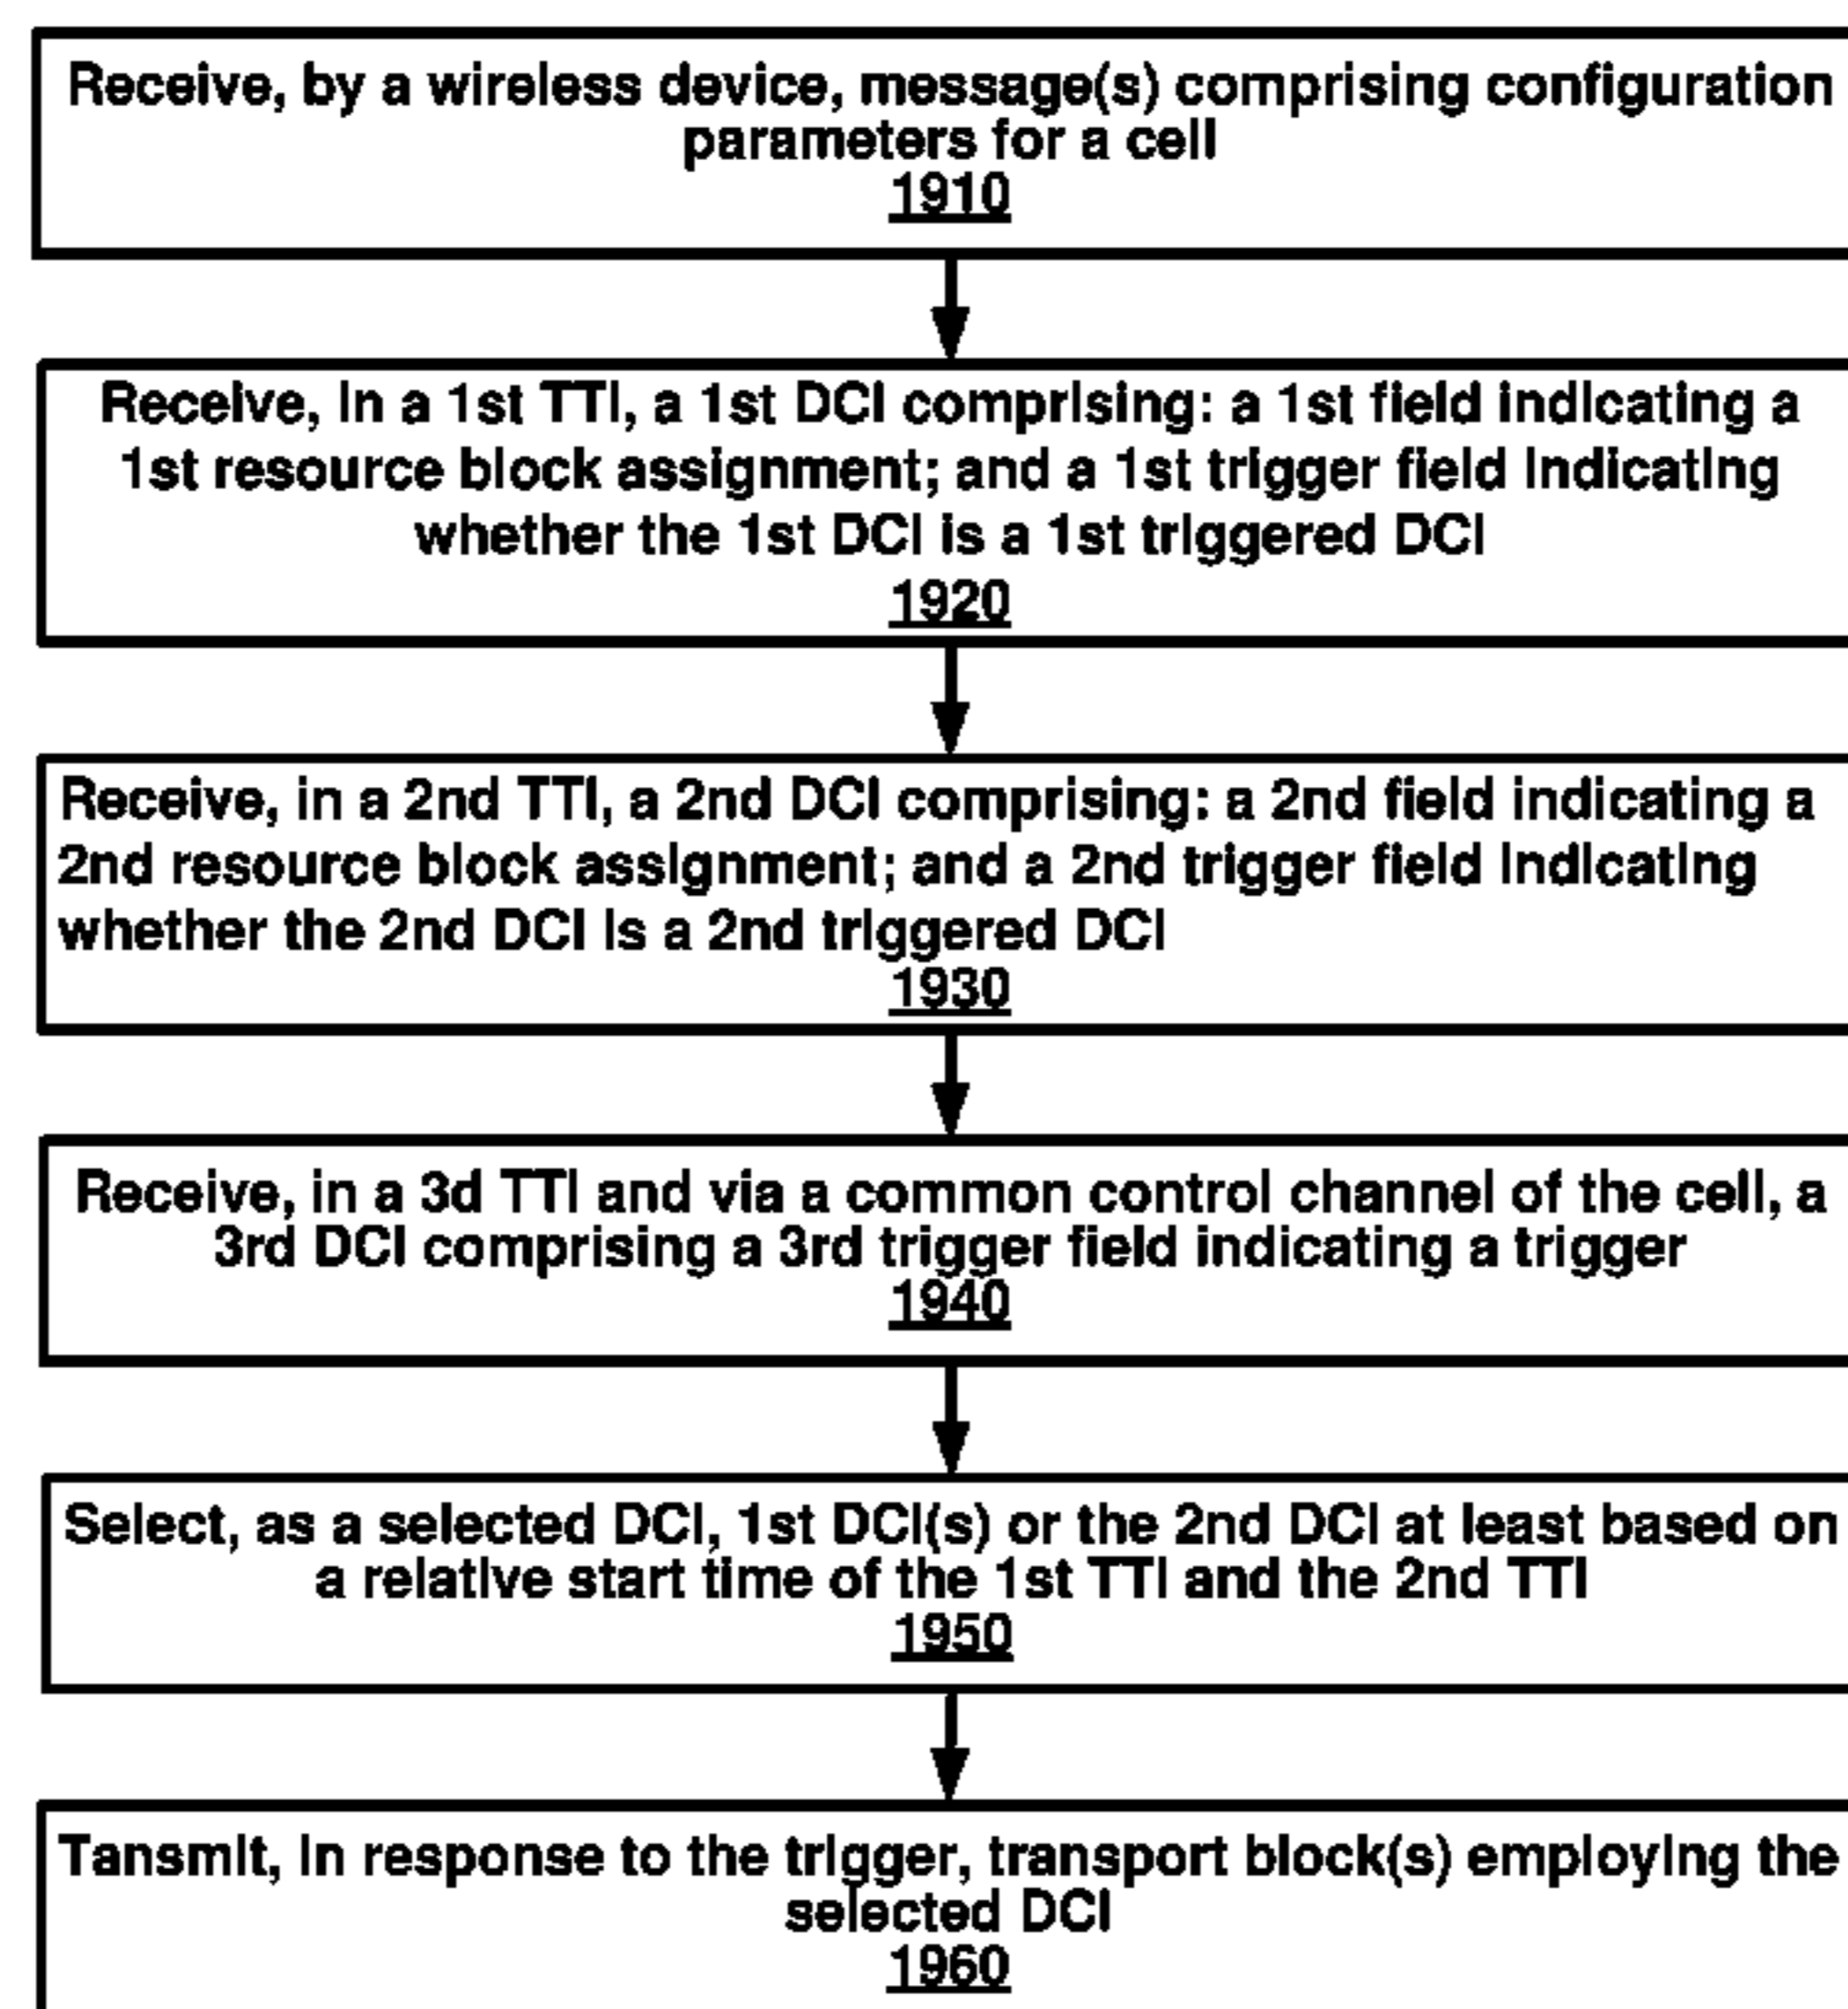 Receive, by a wireless device, message(s) comprising configuration
parameters for a cell
1910
Receive, in a 1st TTI, a 1st DCI comprising: a 1st field indicating a
1st resource block assignment; and a 1st trigger field indicating
whether the 1st DCI is a 1st triggered DCI
1920
Receive, in a 2nd TTI, a 2nd DCI comprising: a 2nd field indicating a
2nd resource block assignment; and a 2nd trigger field indicating
whether the 2nd DCI is a 2nd triggered DCI
1930
Receive, in a 3d TTI and via a common control channel of the cell, a
3rd DCI comprising a 3rd trigger field indicating a trigger
1940
Select, as a selected DCI, 1st DCI(s) or the 2nd DCI at least based on
a relative start time of the 1st TTI and the 2nd TTI
1950
Tansmit, in response to the trigger, transport block(s) employing the
selected DCI
1960